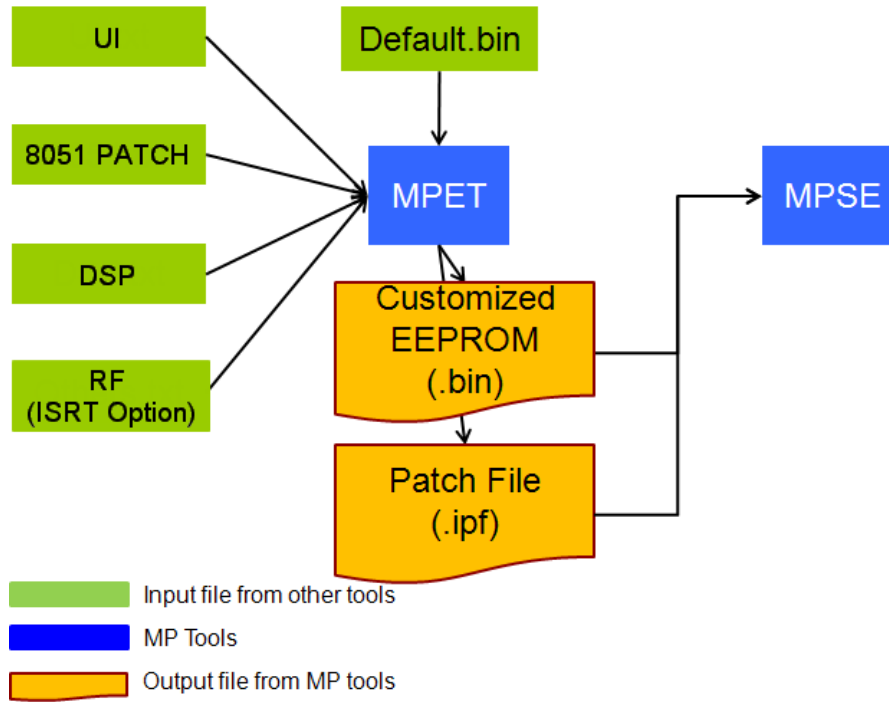 UI
Default.bin
8051 PATCH
MPET
MPSE
DSP
Customized
EEPROM
(.bin)
RF
(ISRT Option)
Patch File
(.ipf)
Input file from other tools
MP Tools
Output file from MP tools